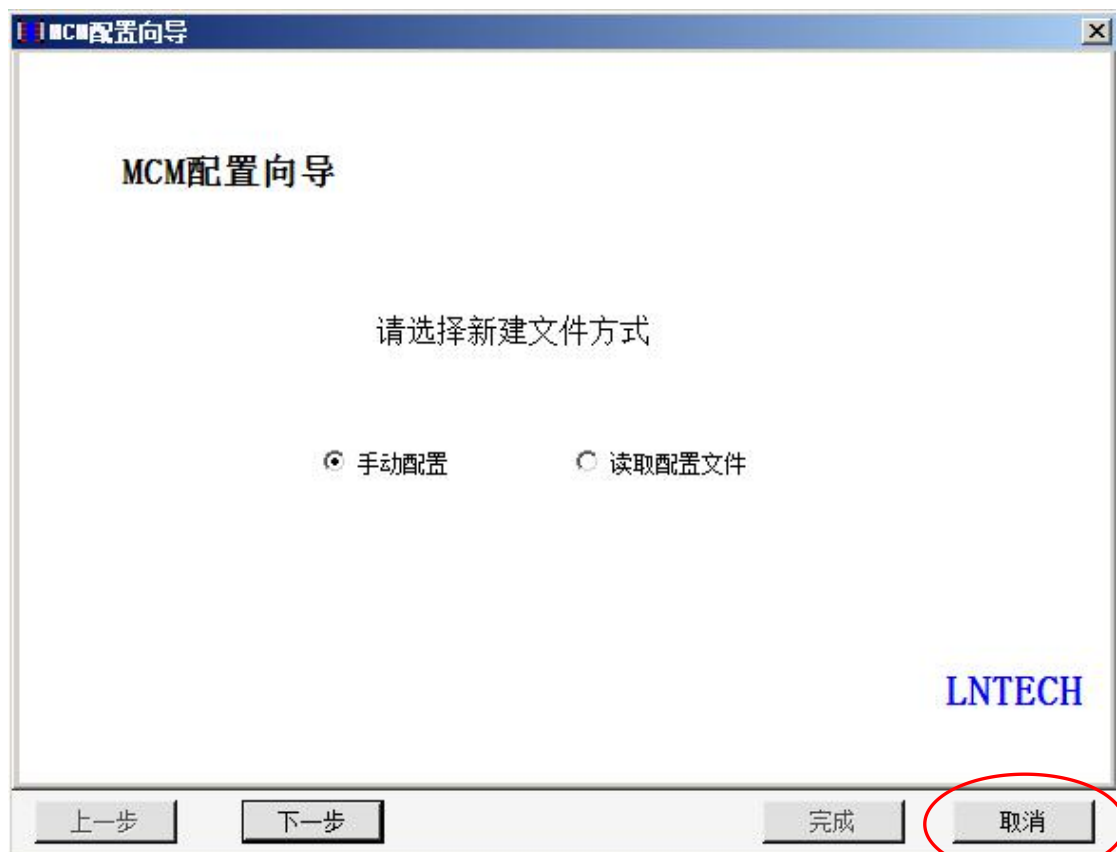 MCM配置向导
MCM配置向导
请选择新建文件方式
手动配置 读取配置文件
LNTECH
上一步 下一步 完成 取消